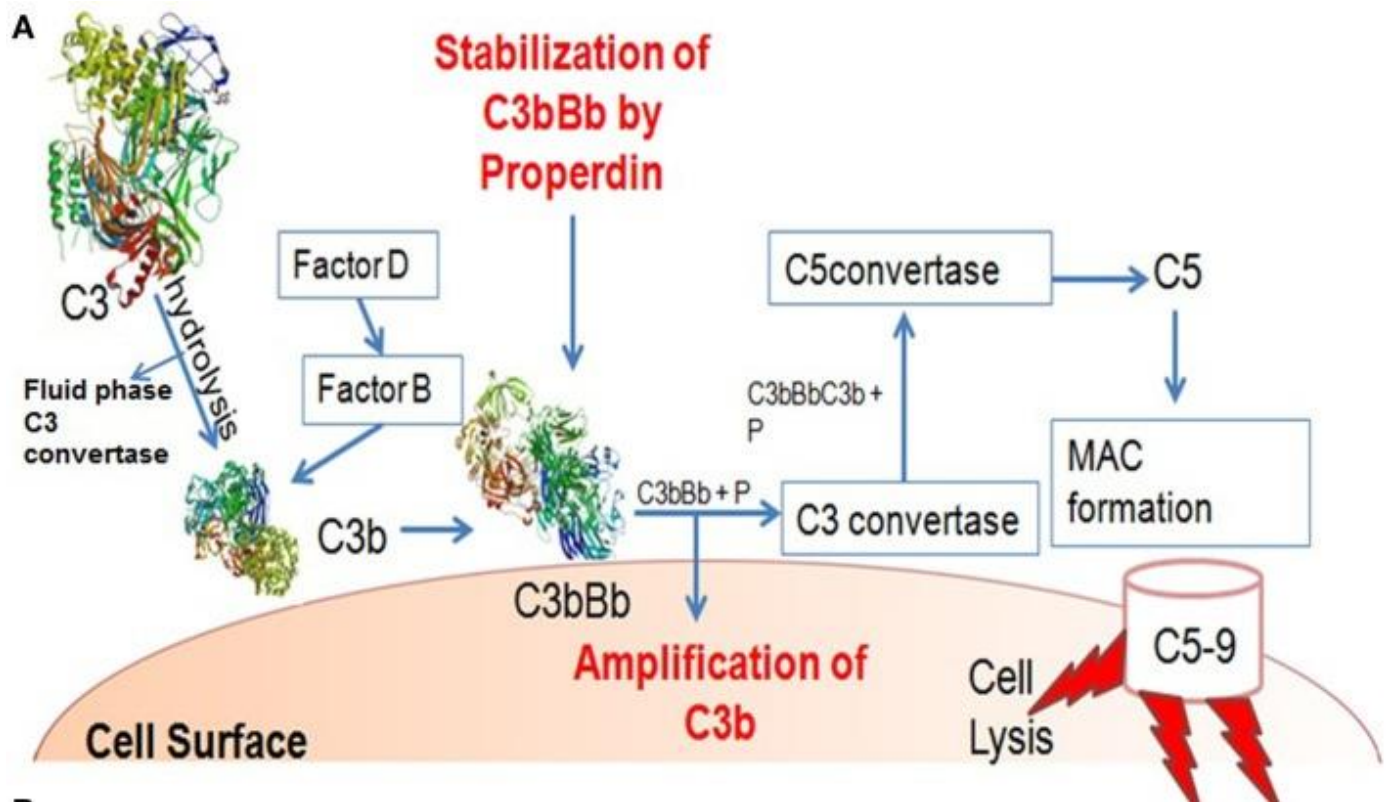 A
Stabilization of
C3bBb by
Properdin
C3
hydrolysis
Fluid phase
C3
convertase
Factor D
Factor B
C3b
C3bBb
C3bBb + P
C3 convertase
C3bBbC3b +
P
C5convertase
C5
MAC
formation
C5-9
Cell
Lysis
Amplification of
C3b
Cell Surface